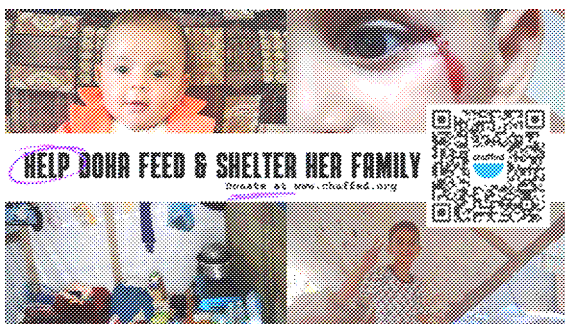 HELP DOHA FEED & SHELTER HER FAMILY
Donate at www.chuffed.org
chuffed